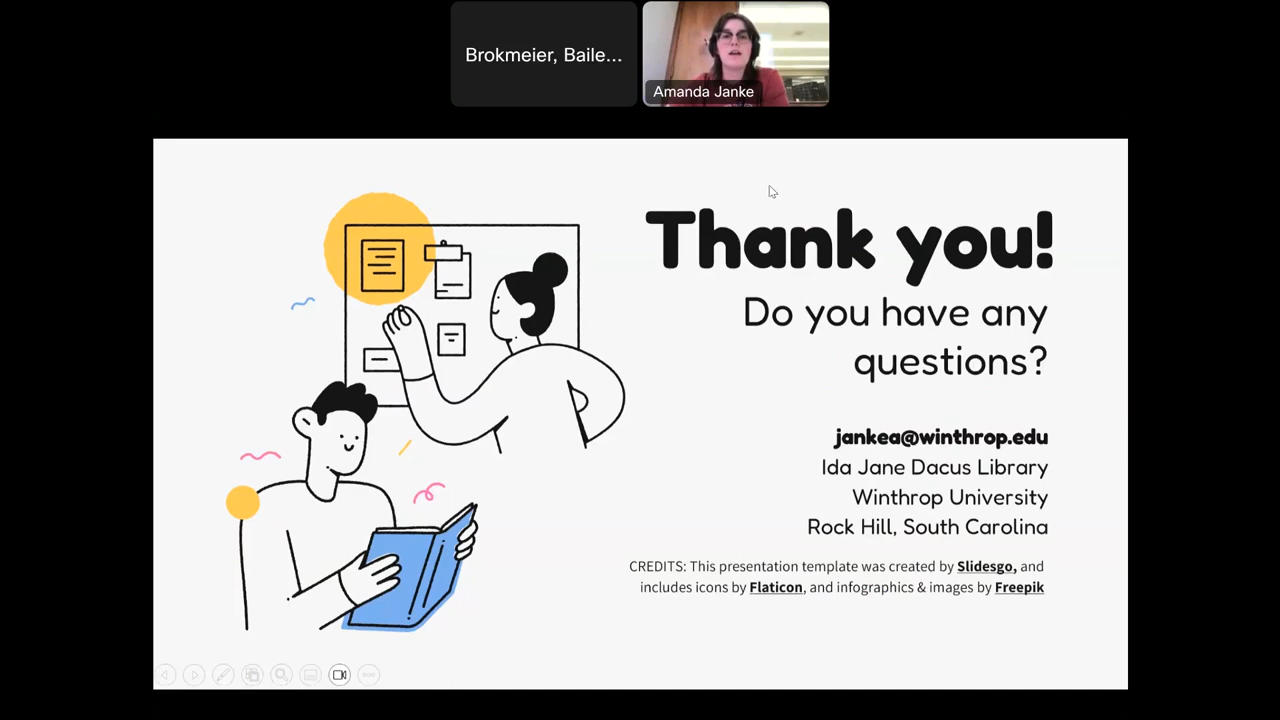 Brokmeier, Baile...
Amanda Janke
Thank you!
Do you have any
questions?
jankea@winthrop.edu
Ida Jane Dacus Library
Winthrop University
Rock Hill, South Carolina
CREDITS: This presentation template was created by Slidesgo, and
includes icons by Flaticon, and infographics & images by Freepik